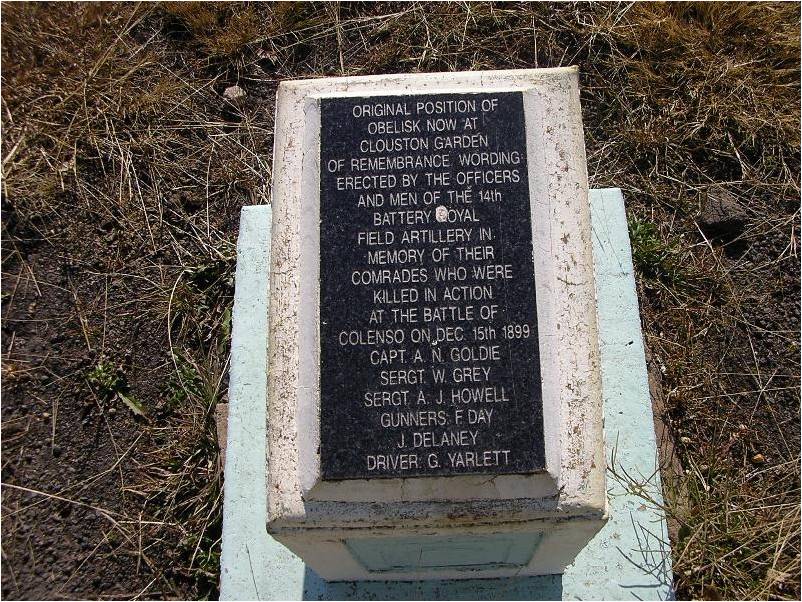 ORIGINAL POSITION OF
OBELISK NOW AT
CLOUSTON GARDEN
OF REMEMBRANCE WORDING
ERECTED BY THE OFFICERS
AND MEN OF THE 14th
BATTERY ROYAL
FIELD ARTILLERY IN
MEMORY OF THEIR
COMRADES WHO WERE
KILLED IN ACTION
AT THE BATTLE OF
COLENSO ON DEC. 15th 1899
CAPT. A. N. GOLDIE
SERGT. W. GREY
SERGT. A. J. HOWELL
GUNNERS. F. DAY
J. DELANEY
DRIVER. G. YARLETT